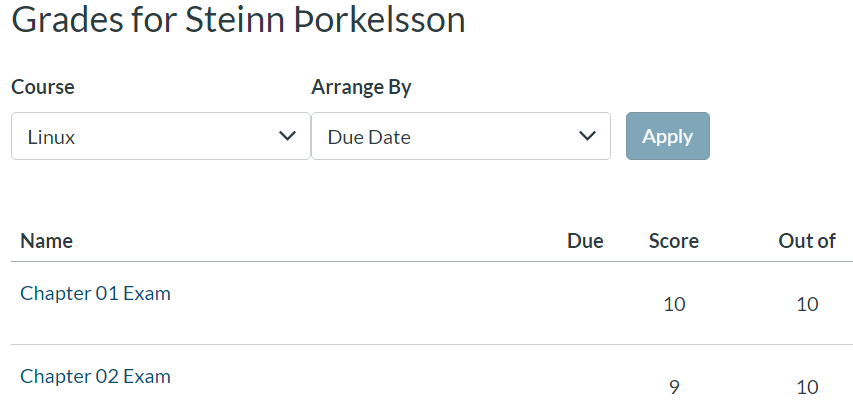 Grades for Steinn Þorkelsson
Course Arrange By
Linux Due Date Apply
Name Due Score Out of
Chapter 01 Exam
10 10
Chapter 02 Exam
9 10